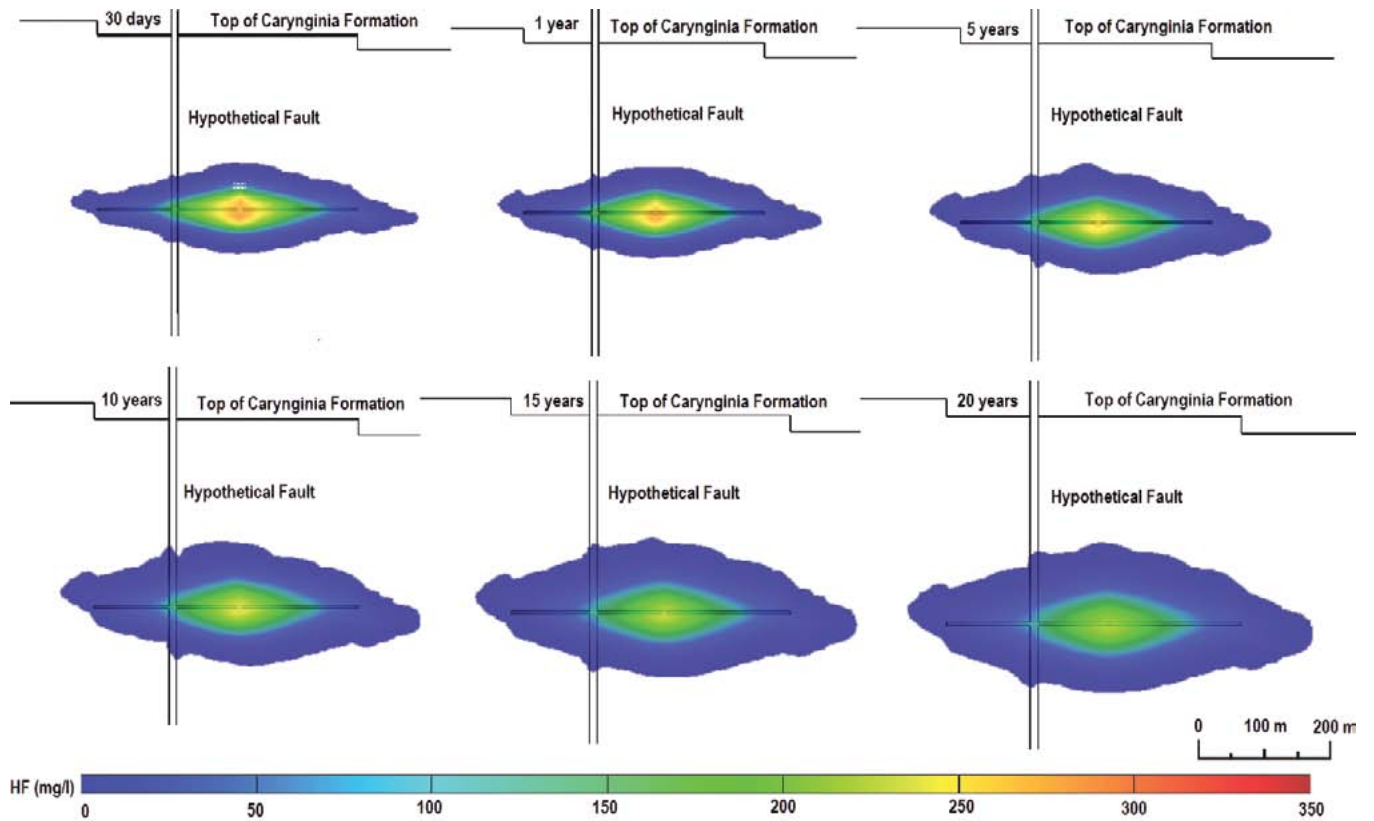 30 days Top of Carynginia Formation
Hypothetical Fault
1 year Top of Carynginia Formation
Hypothetical Fault
5 years Top of Carynginia Formation
Hypothetical Fault
10 years Top of Carynginia Formation
Hypothetical Fault
15 years Top of Carynginia Formation
Hypothetical Fault
20 years Top of Carynginia Formation
Hypothetical Fault
0 100 m 200 m
HF (mg/l)
0 50 100 150 200 250 300 350